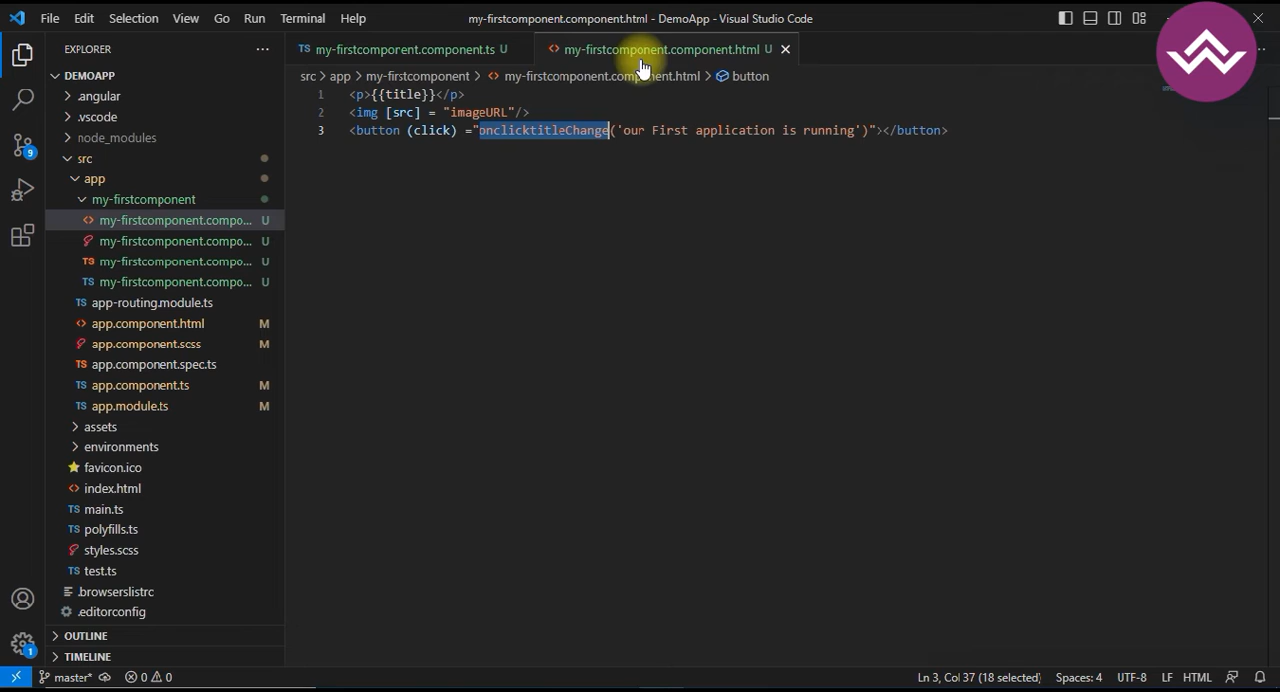 File Edit Selection View Go Run Terminal Help
my-firstcomponent.component.html - DemoApp - Visual Studio Code
EXPLORER
my-firstcomponent.component.ts U
my-firstcomponent.component.html U
DEMOAPP
src > app > my-firstcomponent > my-firstcomponent.component.html > button
.angular
.vscode
node_modules
src
app
my-firstcomponent
my-firstcomponent.compo... U
my-firstcomponent.compo... U
my-firstcomponent.compo... U
my-firstcomponent.compo... U
app-routing.module.ts
app.component.html M
app.component.scss M
app.component.spec.ts
app.component.ts M
app.module.ts M
assets
environments
favicon.ico
index.html
main.ts
polyfills.ts
styles.scss
test.ts
.browserslistrc
.editorconfig
OUTLINE
TIMELINE
1 <p>{{title}}</p>
2 <img [src] = "imageURL"/>
3 <button (click) ="onclicktitleChange('our First application is running')"></button>
9
1
master* 0 0
Ln 3, Col 37 (18 selected) Spaces: 4 UTF-8 LF HTML